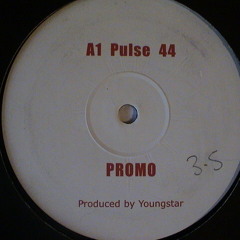 A1 Pulse 44
PROMO
3.5
Produced by Youngstar